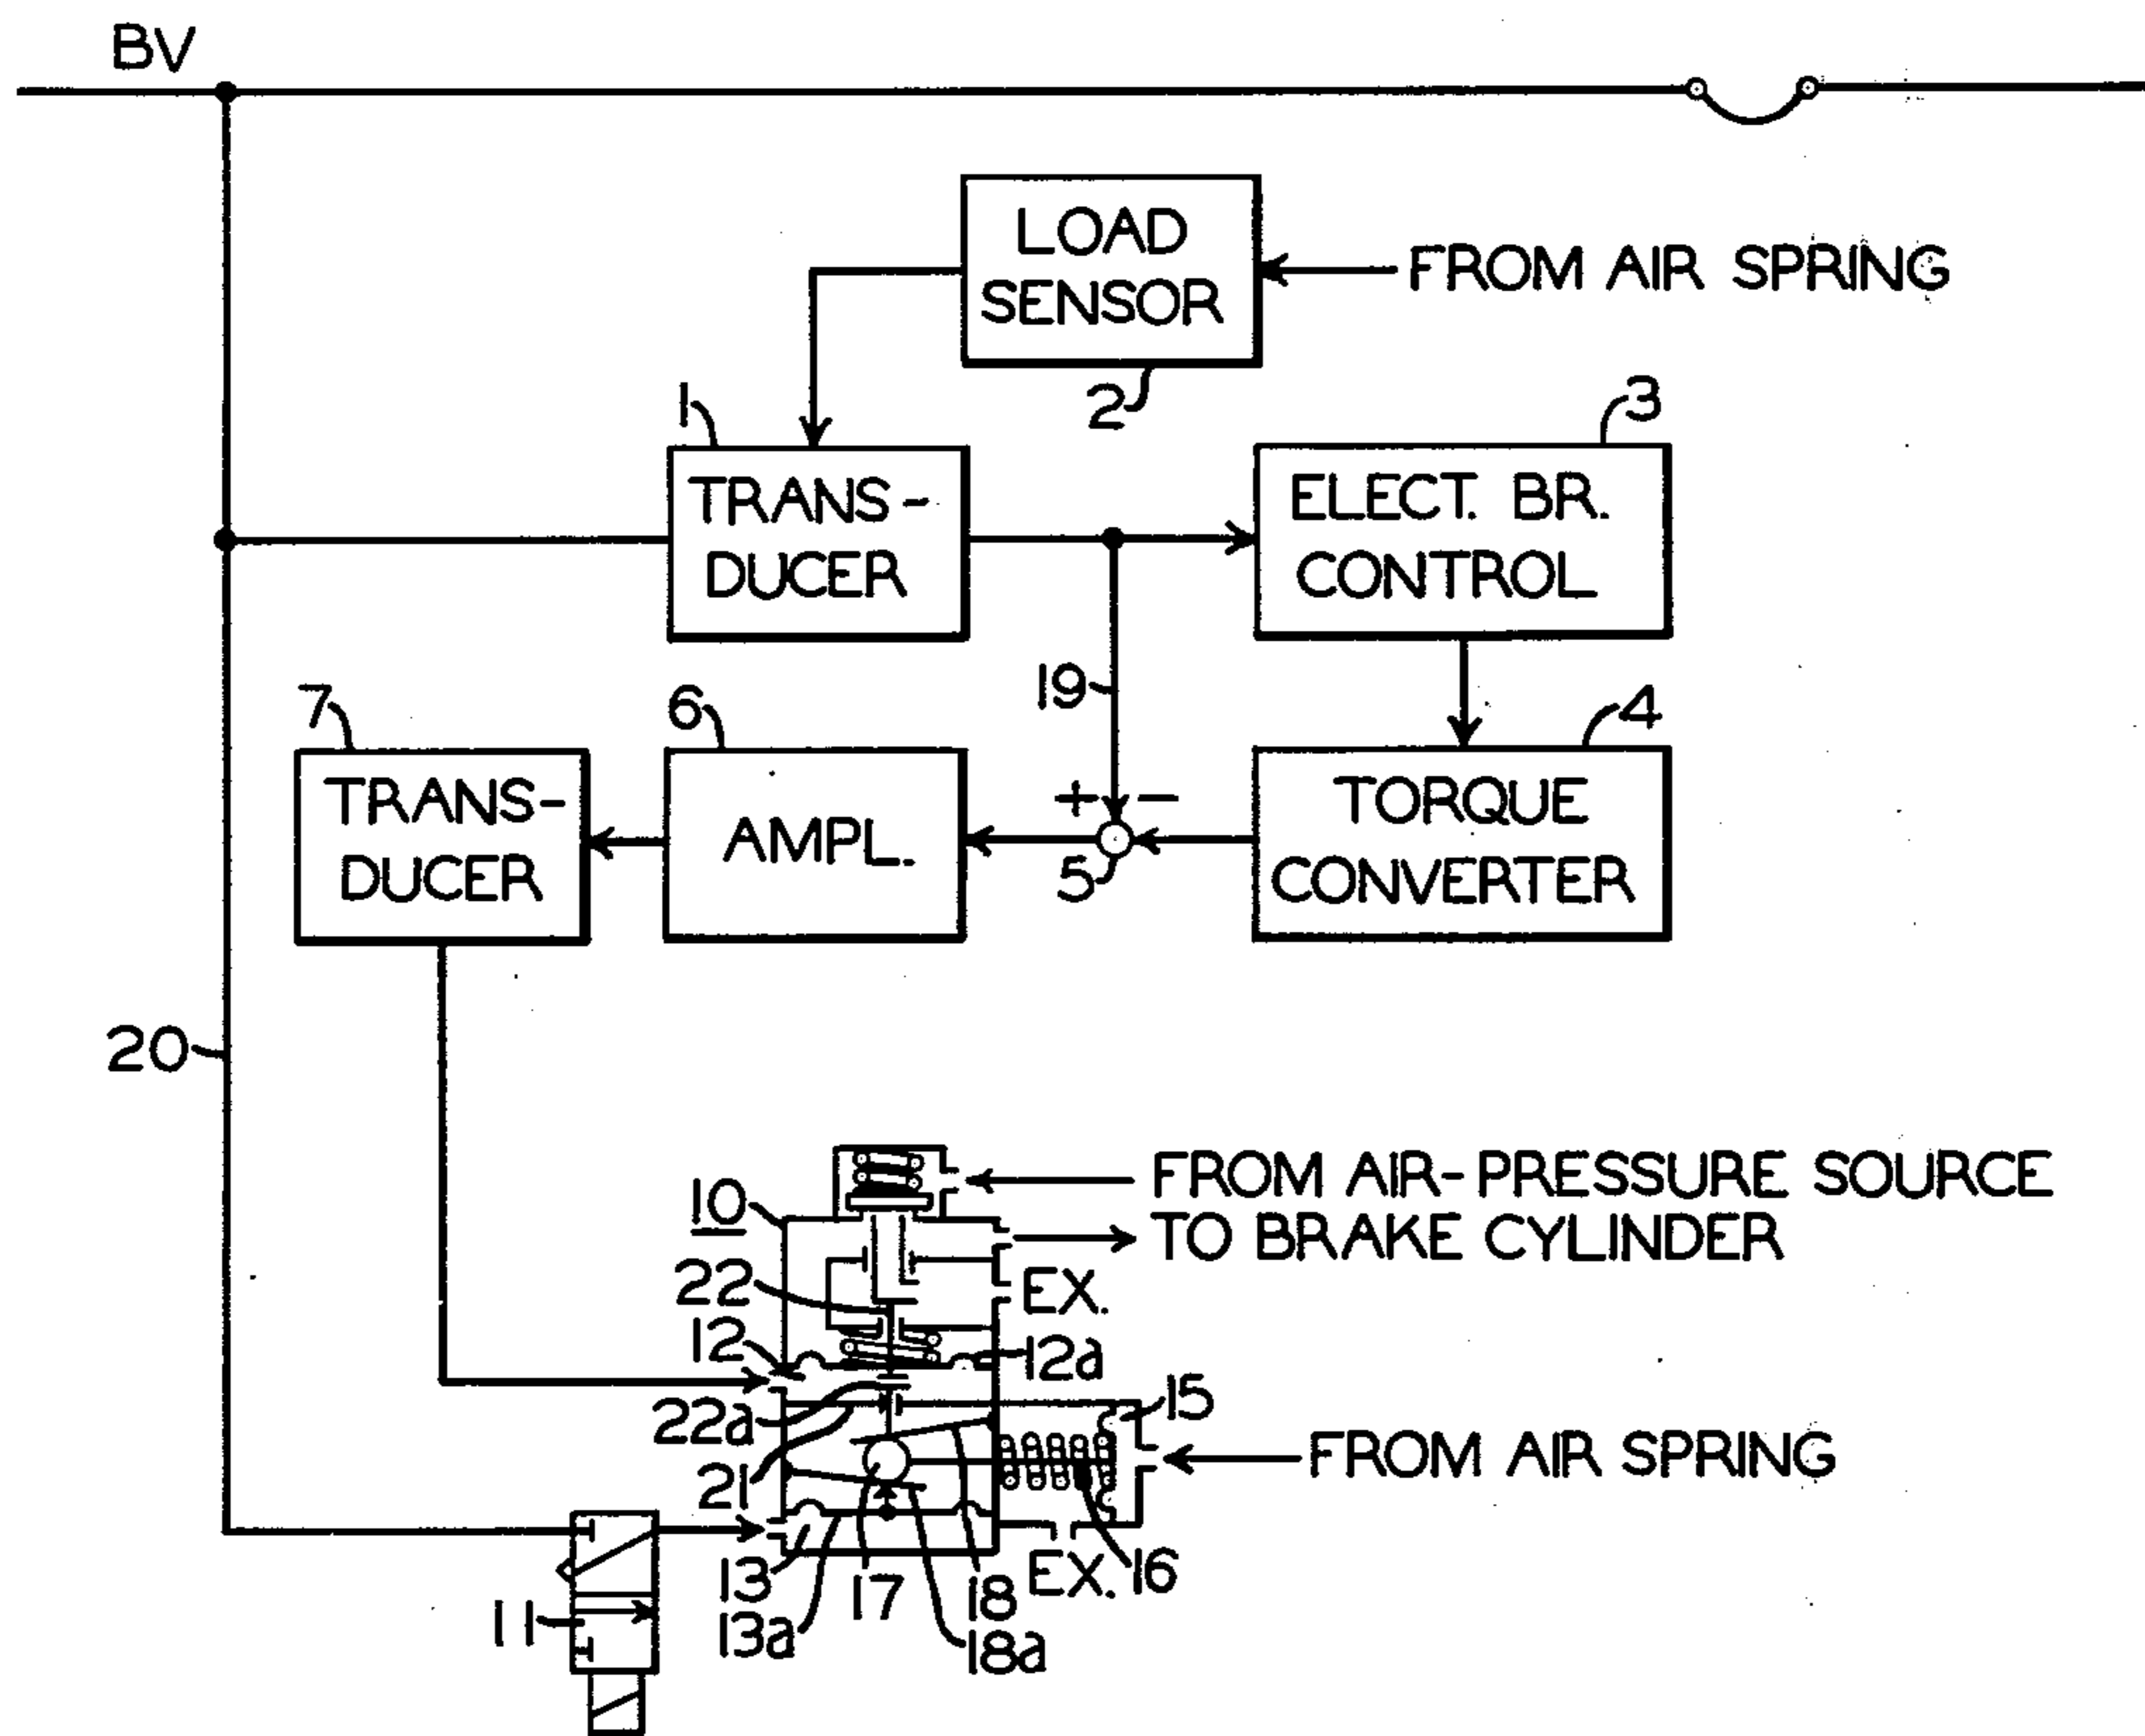 BV
LOAD
SENSOR
FROM AIR SPRING
2
1
3
TRANS-
DUCER
ELECT. BR.
CONTROL
19
7
6
4
TRANS-
DUCER
AMPL.
+ -
5
TORQUE
CONVERTER
20
FROM AIR-PRESSURE SOURCE
10
TO BRAKE CYLINDER
22
EX.
12
12a
15
22a
FROM AIR SPRING
21
13
17
18
EX.
16
11
13a
18a